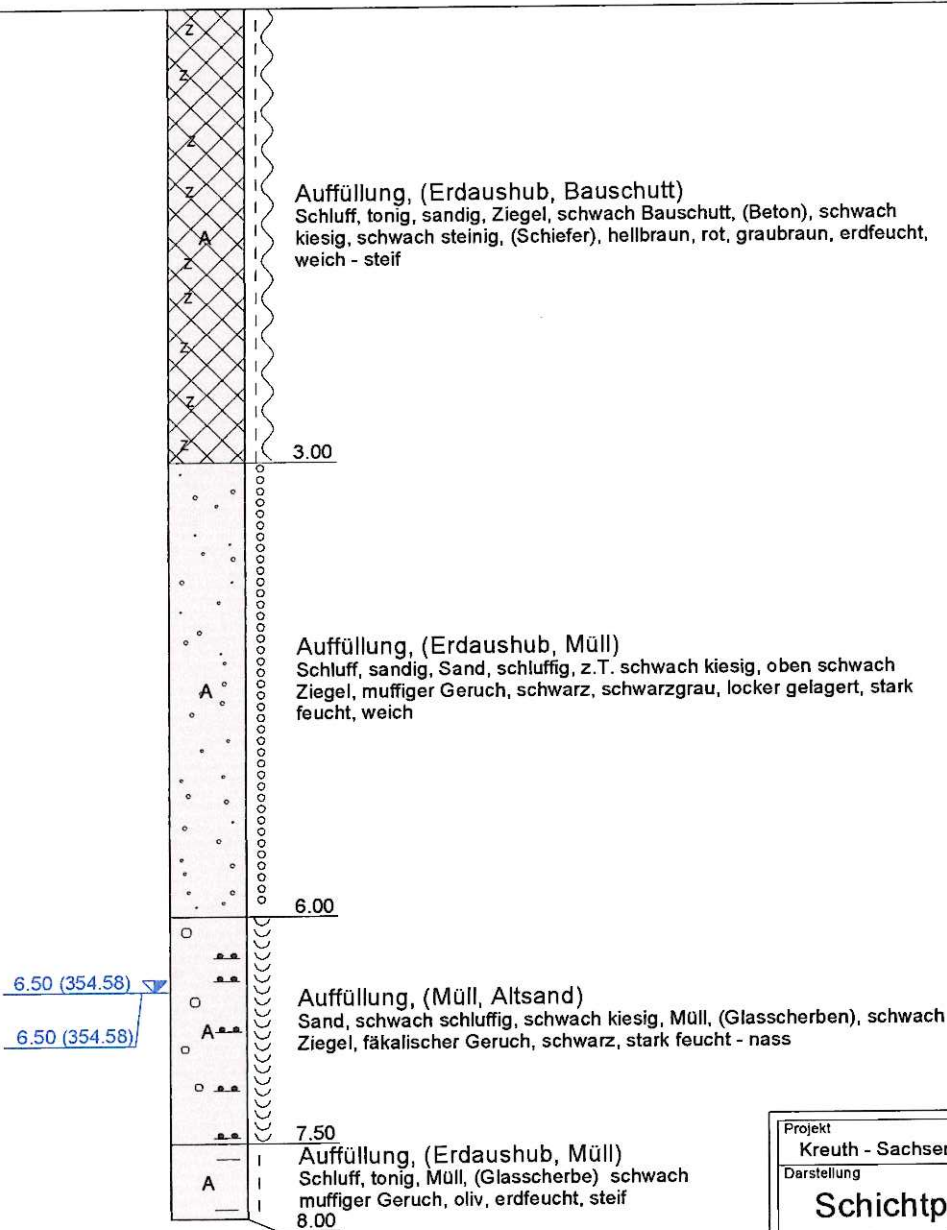 Z
Z
Z
Z
A
Z
Z
Z
Z
Z
Auffüllung, (Erdaushub, Bauschutt)
Schluff, tonig, sandig, Ziegel, schwach Bauschutt, (Beton), schwach
kiesig, schwach steinig, (Schiefer), hellbraun, rot, graubraun, erdfeucht,
weich - steif
3.00
Auffüllung, (Erdaushub, Müll)
Schluff, sandig, Sand, schluffig, z.T. schwach kiesig, oben schwach
Ziegel, muffiger Geruch, schwarz, schwarzgrau, locker gelagert, stark
feucht, weich
A
6.00
6.50 (354.58)
6.50 (354.58)
Auffüllung, (Müll, Altsand)
Sand, schwach schluffig, schwach kiesig, Müll, (Glasscherben), schwach
Ziegel, fäkalischer Geruch, schwarz, stark feucht - nass
A
7.50
Auffüllung, (Erdaushub, Müll)
Schluff, tonig, Müll, (Glasscherbe) schwach
muffiger Geruch, oliv, erdfeucht, steif
A
8.00
Projekt
Kreuth - Sachsen
Darstellung
Schichtp